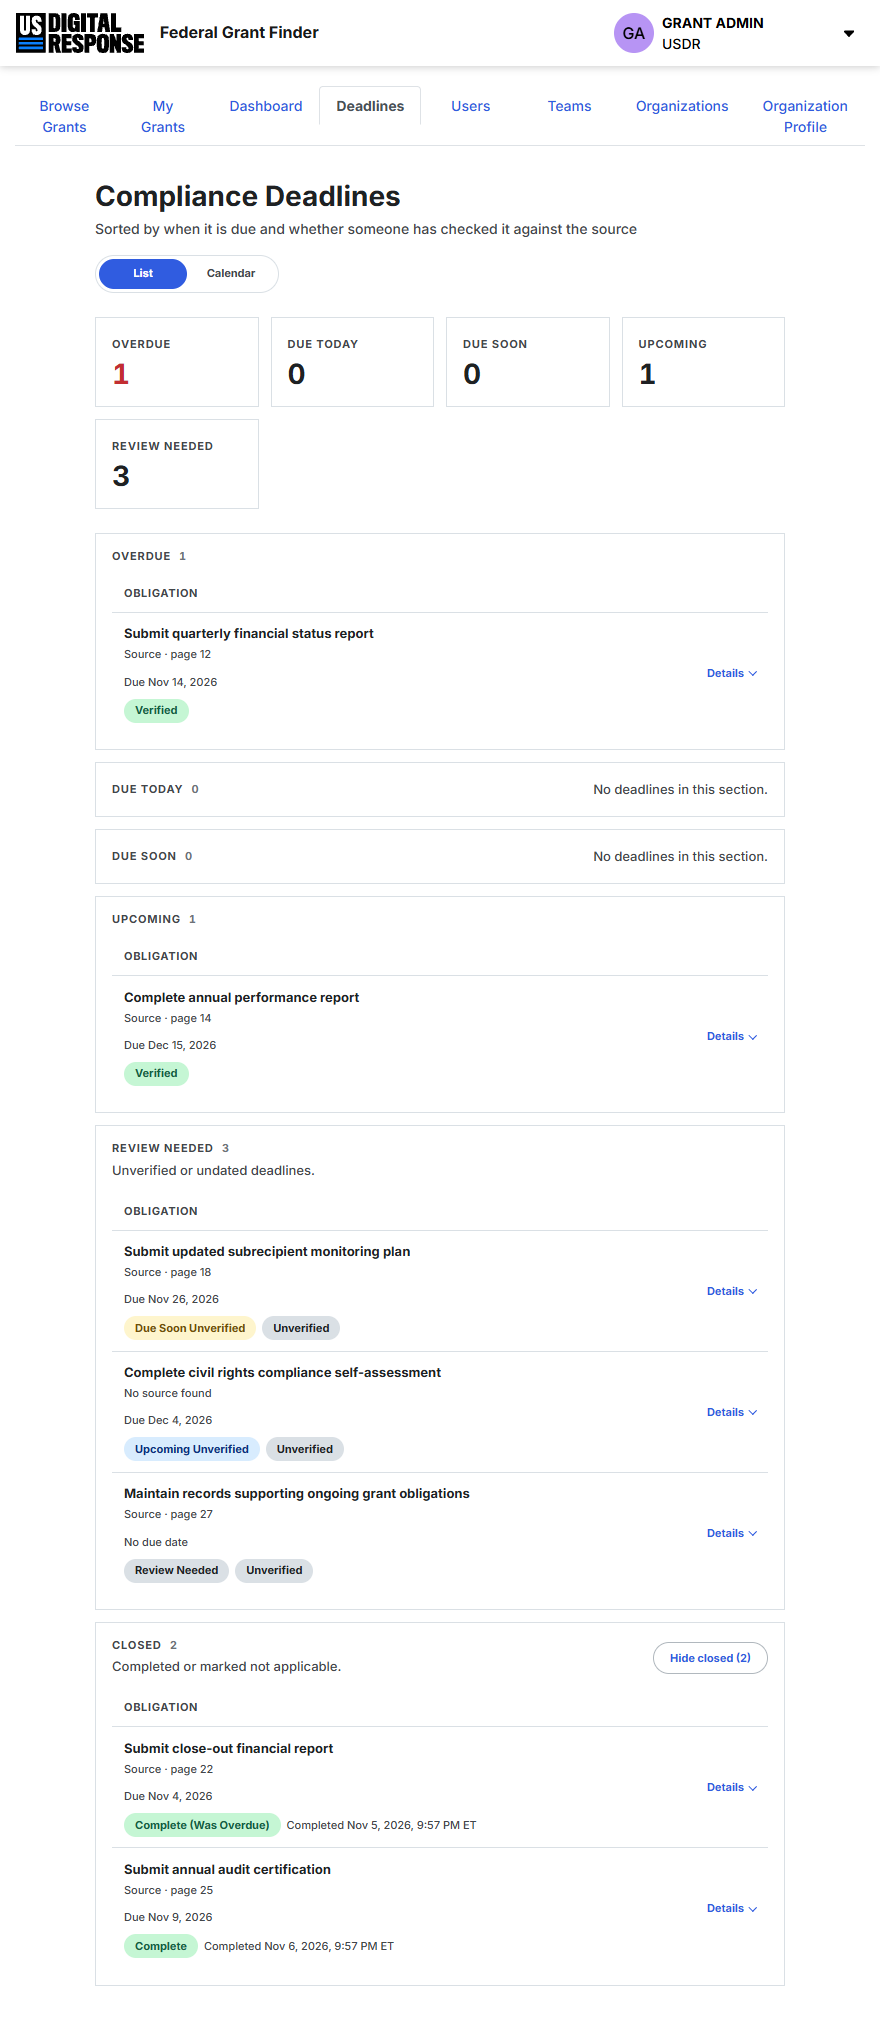 US DIGITAL RESPONSE
Federal Grant Finder
GA
GRANT ADMIN
USDR
Browse Grants
My Grants
Dashboard
Deadlines
Users
Teams
Organizations
Organization Profile
Compliance Deadlines
Sorted by when it is due and whether someone has checked it against the source
List
Calendar
OVERDUE
1
DUE TODAY
0
DUE SOON
0
UPCOMING
1
REVIEW NEEDED
3
OVERDUE 1
OBLIGATION
Submit quarterly financial status report
Source · page 12
Due Nov 14, 2026
Verified
Details
DUE TODAY 0
No deadlines in this section.
DUE SOON 0
No deadlines in this section.
UPCOMING 1
OBLIGATION
Complete annual performance report
Source · page 14
Due Dec 15, 2026
Verified
Details
REVIEW NEEDED 3
Unverified or undated deadlines.
OBLIGATION
Submit updated subrecipient monitoring plan
Source · page 18
Due Nov 26, 2026
Due Soon Unverified
Unverified
Details
Complete civil rights compliance self-assessment
No source found
Due Dec 4, 2026
Upcoming Unverified
Unverified
Details
Maintain records supporting ongoing grant obligations
Source · page 27
No due date
Review Needed
Unverified
Details
CLOSED 2
Completed or marked not applicable.
Hide closed (2)
OBLIGATION
Submit close-out financial report
Source · page 22
Due Nov 4, 2026
Complete (Was Overdue)
Completed Nov 5, 2026, 9:57 PM ET
Details
Submit annual audit certification
Source · page 25
Due Nov 9, 2026
Complete
Completed Nov 6, 2026, 9:57 PM ET
Details